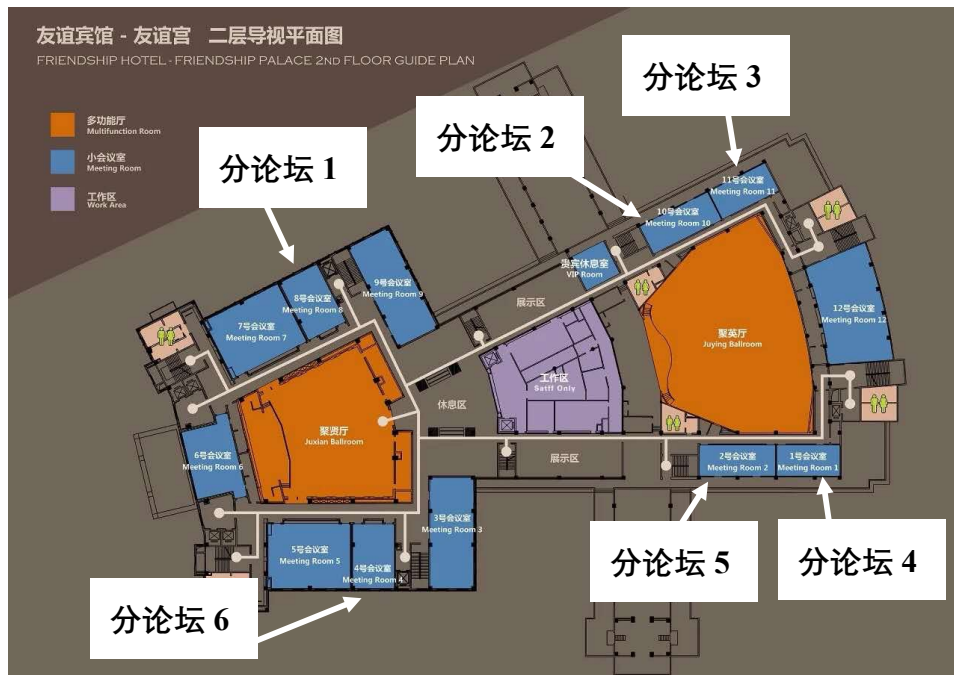 友谊宾馆 - 友谊宫 二层导视平面图
FRIENDSHIP HOTEL - FRIENDSHIP PALACE 2ND FLOOR GUIDE PLAN
多功能厅
Multifunction Room
小会议室
Meeting Room
工作区
Work Area
分论坛 1
分论坛 2
分论坛 3
11号会议室
Meeting Room 11
10号会议室
Meeting Room 10
贵宾休息室
VIP Room
9号会议室
Meeting Room 9
8号会议室
Meeting Room 8
7号会议室
Meeting Room 7
展示区
12号会议室
Meeting Room 12
聚英厅
Juying Ballroom
工作区
Satff Only
休息区
聚贤厅
Juxian Ballroom
6号会议室
Meeting Room 6
展示区
2号会议室
Meeting Room 2
1号会议室
Meeting Room 1
3号会议室
Meeting Room 3
5号会议室
Meeting Room 5
4号会议室
Meeting Room 4
分论坛 5
分论坛 4
分论坛 6